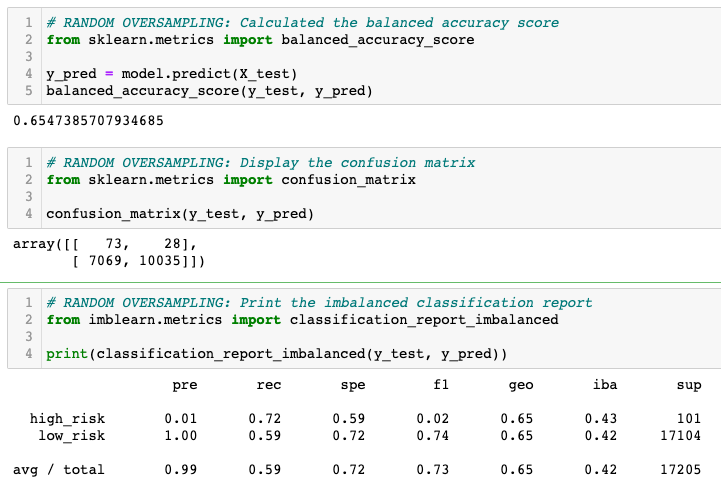 1 # RANDOM OVERSAMPLING: Calculated the balanced accuracy score
2 from sklearn.metrics import balanced_accuracy_score
3
4 y_pred = model.predict(X_test)
5 balanced_accuracy_score(y_test, y_pred)
0.6547385707934685
1 # RANDOM OVERSAMPLING: Display the confusion matrix
2 from sklearn.metrics import confusion_matrix
3
4 confusion_matrix(y_test, y_pred)
array([[   73,    28],
       [ 7069, 10035]])
1 # RANDOM OVERSAMPLING: Print the imbalanced classification report
2 from imblearn.metrics import classification_report_imbalanced
3
4 print(classification_report_imbalanced(y_test, y_pred))
pre rec spe f1 geo iba sup
high_risk 0.01 0.72 0.59 0.02 0.65 0.43 101
low_risk 1.00 0.59 0.72 0.74 0.65 0.42 17104
avg / total 0.99 0.59 0.72 0.73 0.65 0.42 17205